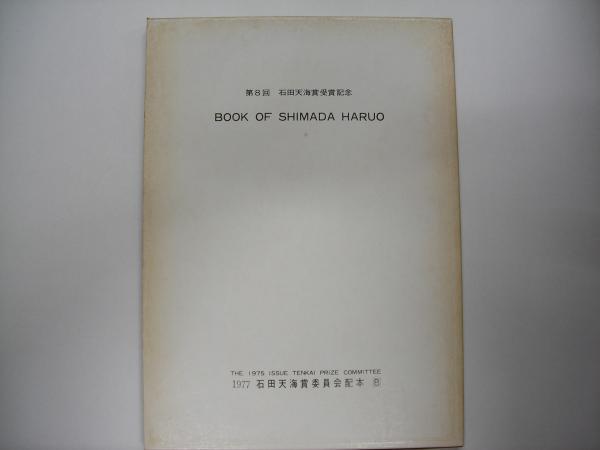 第8回 石田天海賞受賞記念
BOOK OF SHIMADA HARUO
THE 1975 ISSUE TENKAI PRIZE COMMITTEE
1977 石田天海賞委員会配本 8